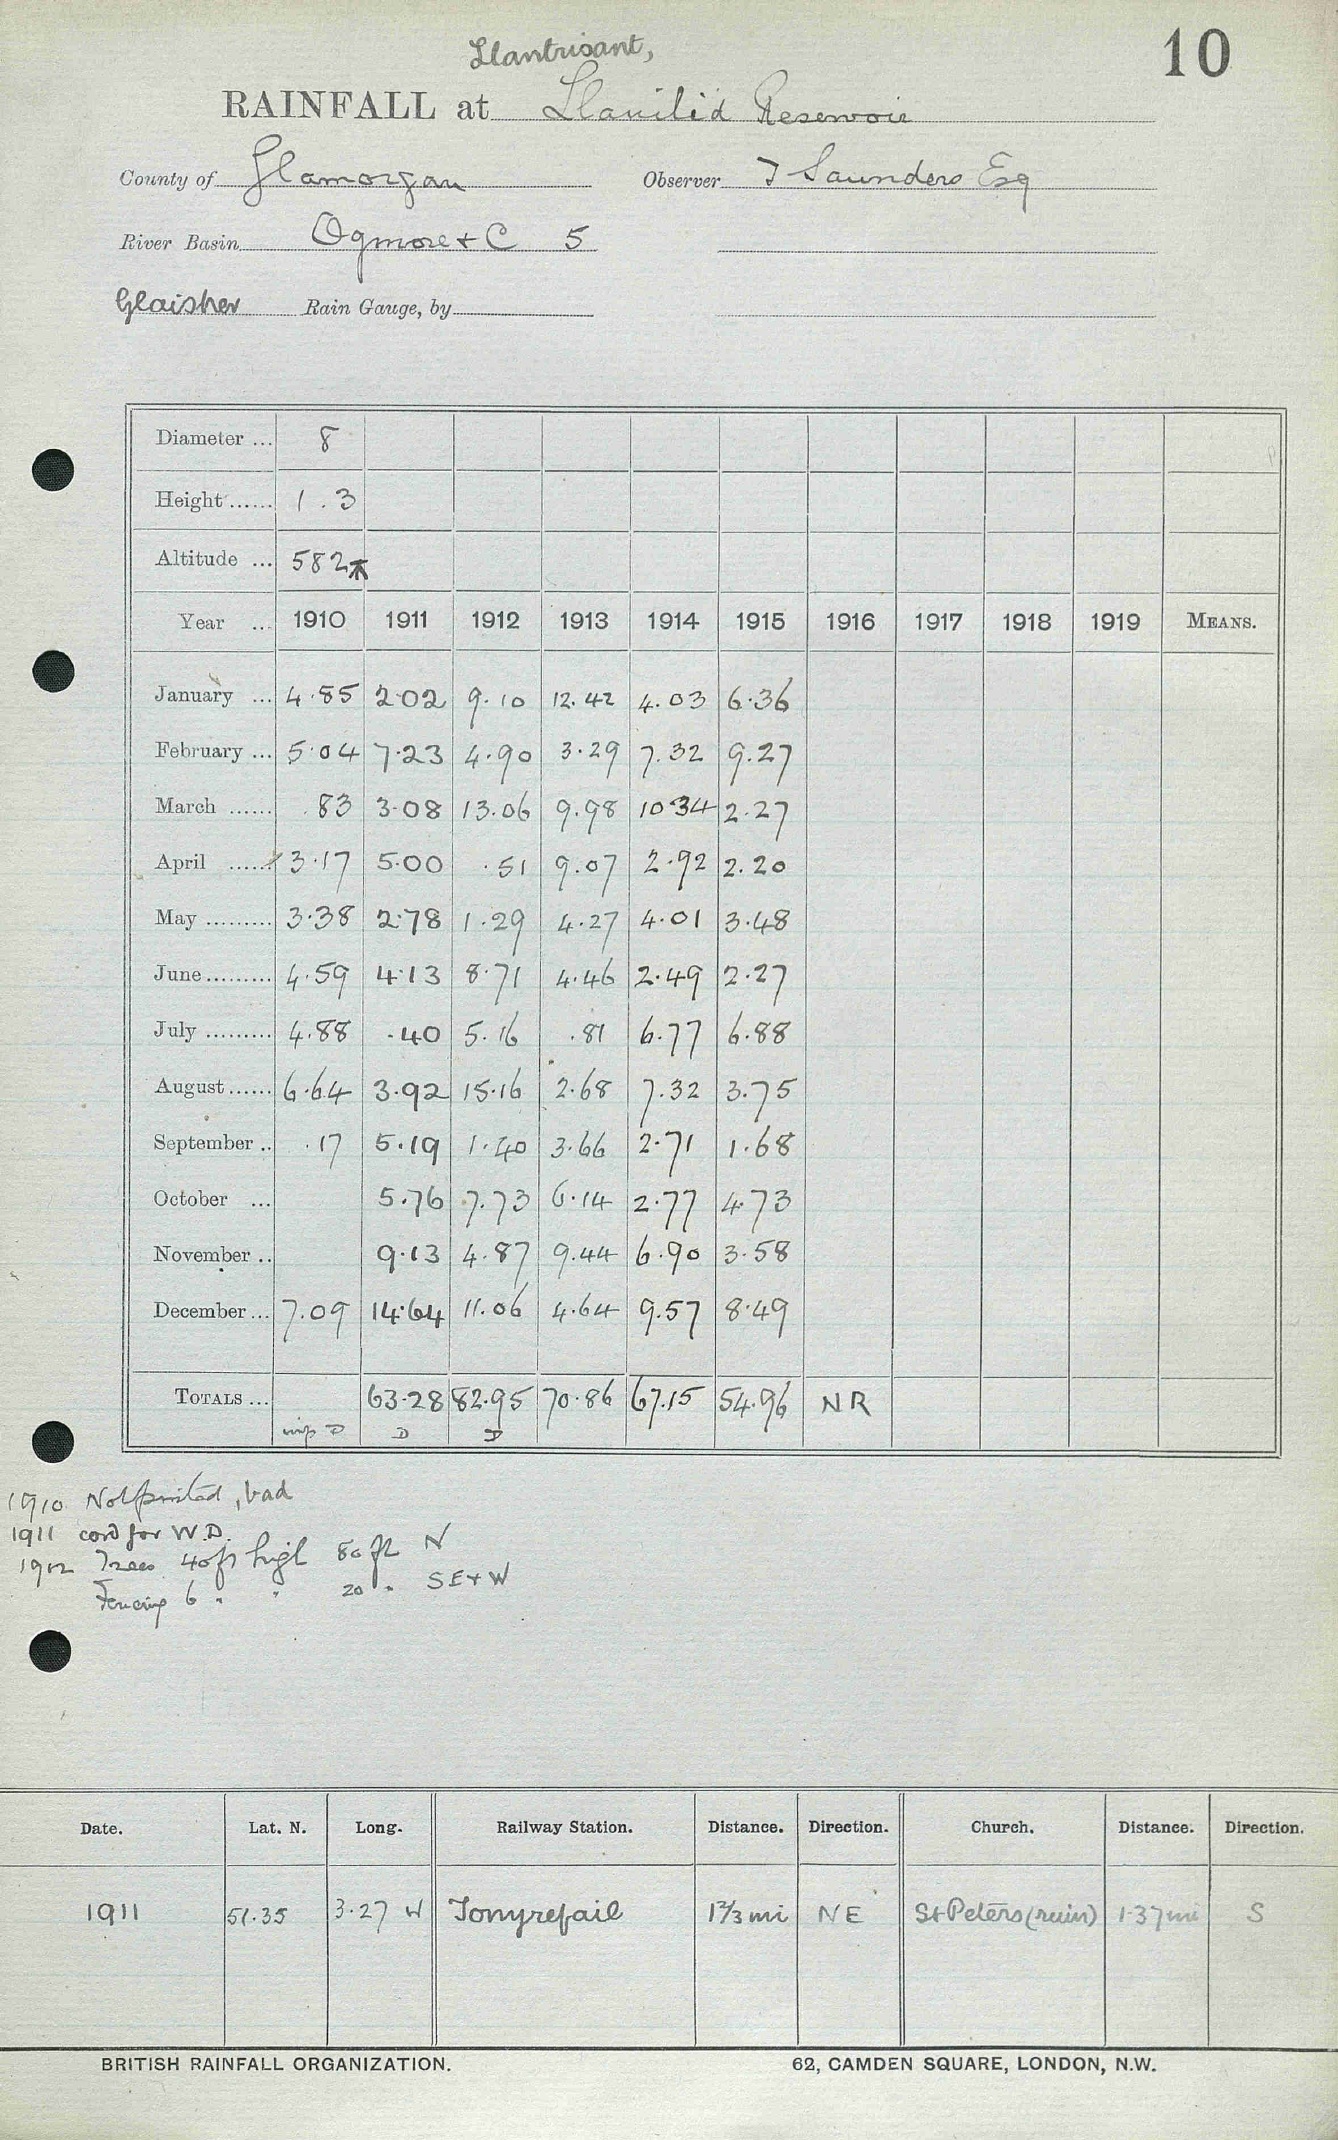 10
Llantrisant,
RAINFALL at Llanilid Reservoir
County of Glamorgan Observer J Saunders Esq
River Basin Ogmore & C 5
Glaisher Rain Gauge, by
Diameter ... 8
Height ...... 1.3
Altitude ... 582
Year ... 1910 1911 1912 1913 1914 1915 1916 1917 1918 1919 MEANS.
January ... 4.85 2.02 9.10 12.42 4.03 6.36
February ... 5.04 7.23 4.90 3.29 7.32 9.27
March ...... .83 3.08 13.06 9.98 10.34 2.27
April ...... 3.17 5.00 .51 9.07 2.92 2.20
May ......... 3.38 2.78 1.29 4.27 4.01 3.48
June ......... 4.59 4.13 8.71 4.46 2.49 2.27
July ......... 4.88 .40 5.16 .81 6.77 6.88
August ...... 6.64 3.92 15.16 2.68 7.32 3.75
September .. .17 5.19 1.40 3.66 2.71 1.68
October ... 5.76 7.73 6.14 2.77 4.73
November .. 9.13 4.87 9.44 6.90 3.58
December ... 7.09 14.64 11.06 4.64 9.57 8.49
TOTALS ... 63.28 82.95 70.86 67.15 54.96 NR
D D D
1910 Not printed, bad
1911 cord for W.D.
1912 Trees 40ft high 80 ft N
Fencing 6 " " 20 " SE & W
Date. Lat. N. Long. Railway Station. Distance. Direction. Church. Distance. Direction.
1911 51.35 3.27 W Tonyrefail 1⅔ mi NE St Peters (ruin) 1.37 mi S
BRITISH RAINFALL ORGANIZATION. 62, CAMDEN SQUARE, LONDON, N.W.